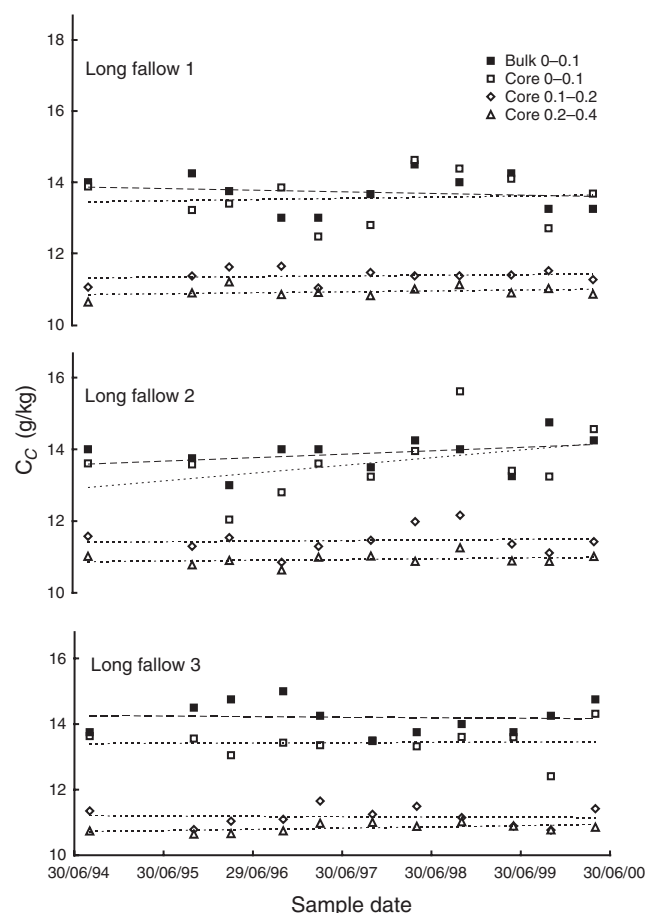 18
Long fallow 1
Bulk 0–0.1
Core 0–0.1
Core 0.1–0.2
Core 0.2–0.4
16
14
12
10
C_C (g/kg)
16
Long fallow 2
14
12
10
16
Long fallow 3
14
12
10
30/06/94 30/06/95 29/06/96 30/06/97 30/06/98 30/06/99 30/06/00
Sample date